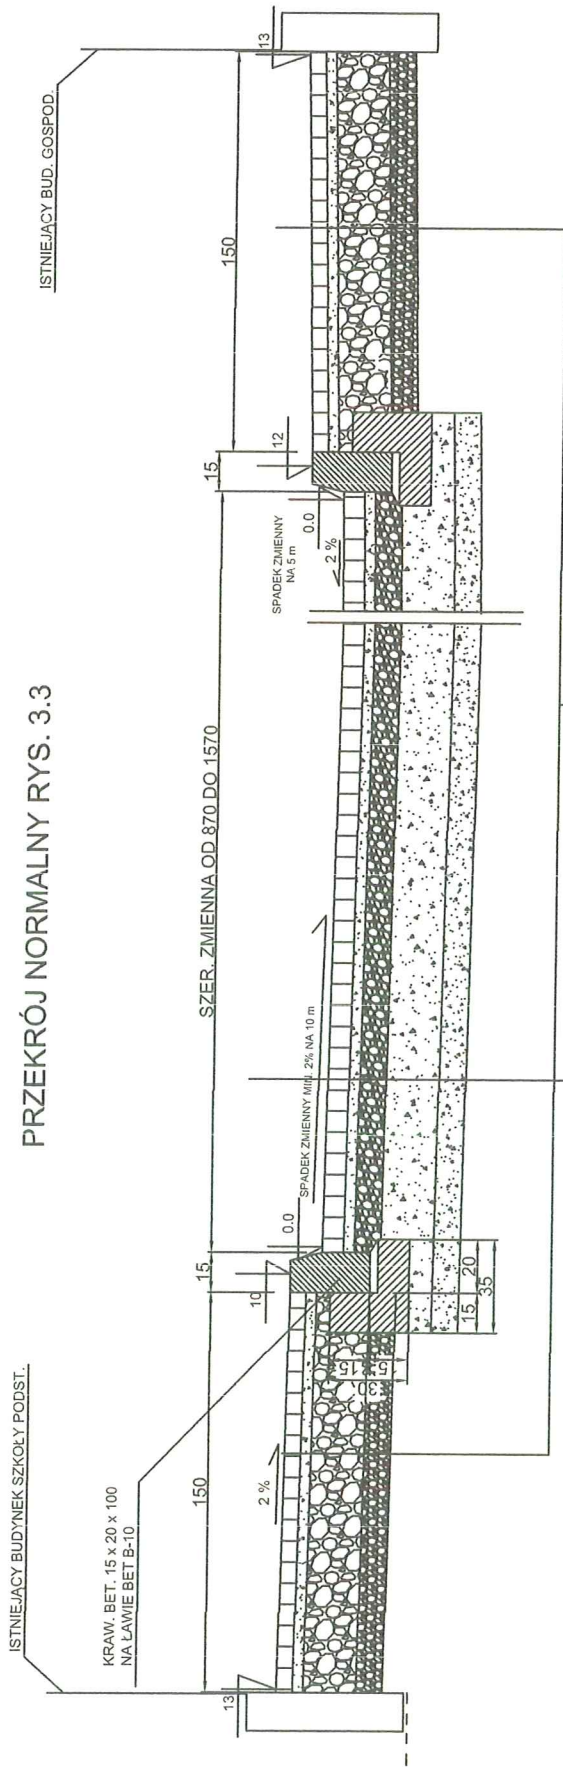 PRZEKRÓJ NORMALNY RYS. 3.3
ISTNIEJĄCY BUDYNEK SZKOŁY PODST.
ISTNIEJĄCY BUD. GOSPOD.
KRAW. BET. 15 x 20 x 100
NA ŁAWIE BET B-10
13
150
2 %
10
15
0.0
SPADEK ZMIENNY MIN. 2% NA 10 m
SZER. ZMIENNA OD 870 DO 1570
SPADEK ZMIENNY
NA 5 m
2 %
0.0
15
12
150
13
30
15
5
15
20
35